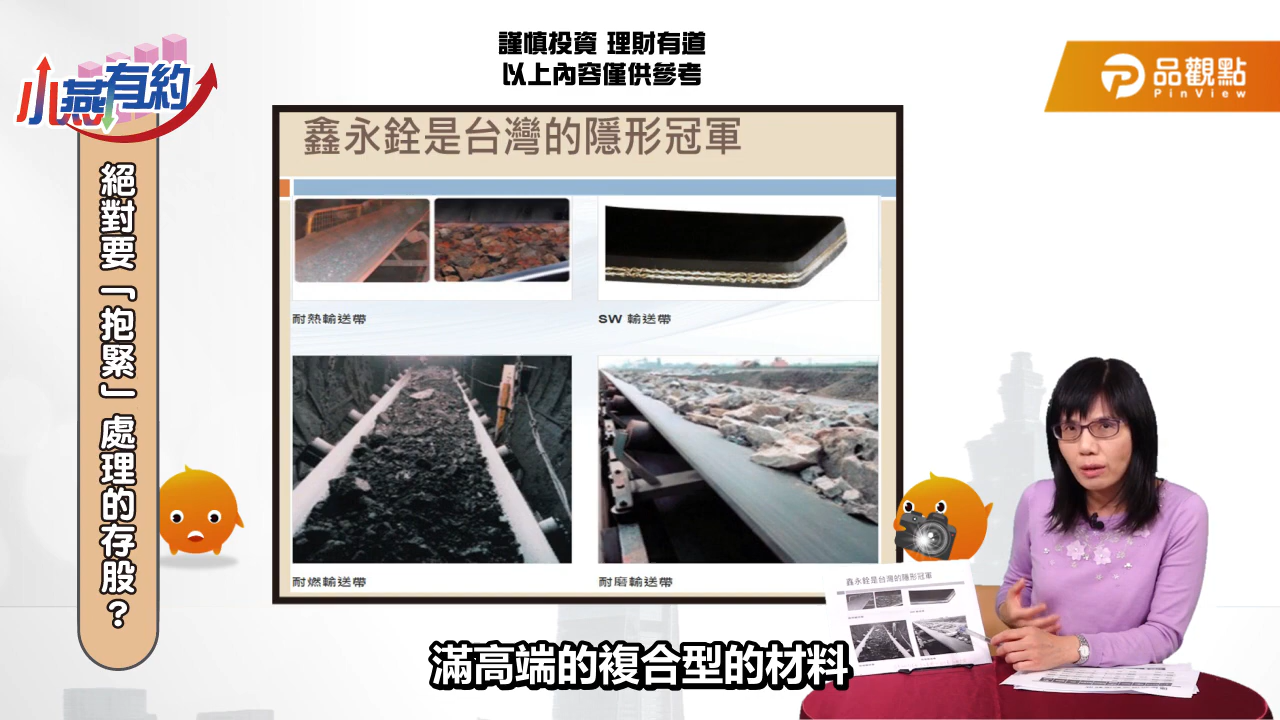 謹慎投資 理財有道
以上內容僅供參考
小燕有約
品觀點
PinView
絕對要「抱緊」處理的存股？
鑫永銓是台灣的隱形冠軍
耐熱輸送帶
SW 輸送帶
耐燃輸送帶
耐磨輸送帶
鑫永銓是台灣的隱形冠軍
滿高端的複合型的材料